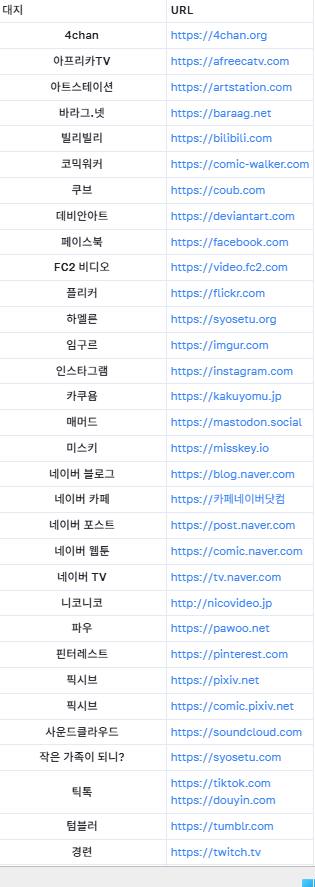 대지 URL
4chan https://4chan.org
아프리카TV https://afreecatv.com
아트스테이션 https://artstation.com
바라그.넷 https://baraag.net
빌리빌리 https://bilibili.com
코믹워커 https://comic-walker.com
쿠브 https://coub.com
데비안아트 https://deviantart.com
페이스북 https://facebook.com
FC2 비디오 https://video.fc2.com
플리커 https://flickr.com
하멜른 https://syosetu.org
임구르 https://imgur.com
인스타그램 https://instagram.com
카쿠욤 https://kakuyomu.jp
매머드 https://mastodon.social
미스키 https://misskey.io
네이버 블로그 https://blog.naver.com
네이버 카페 https://카페네이버닷컴
네이버 포스트 https://post.naver.com
네이버 웹툰 https://comic.naver.com
네이버 TV https://tv.naver.com
니코니코 http://nicovideo.jp
파우 https://pawoo.net
핀터레스트 https://pinterest.com
픽시브 https://pixiv.net
픽시브 https://comic.pixiv.net
사운드클라우드 https://soundcloud.com
작은 가족이 되니? https://syosetu.com
틱톡 https://tiktok.com
https://douyin.com
텀블러 https://tumblr.com
경련 https://twitch.tv